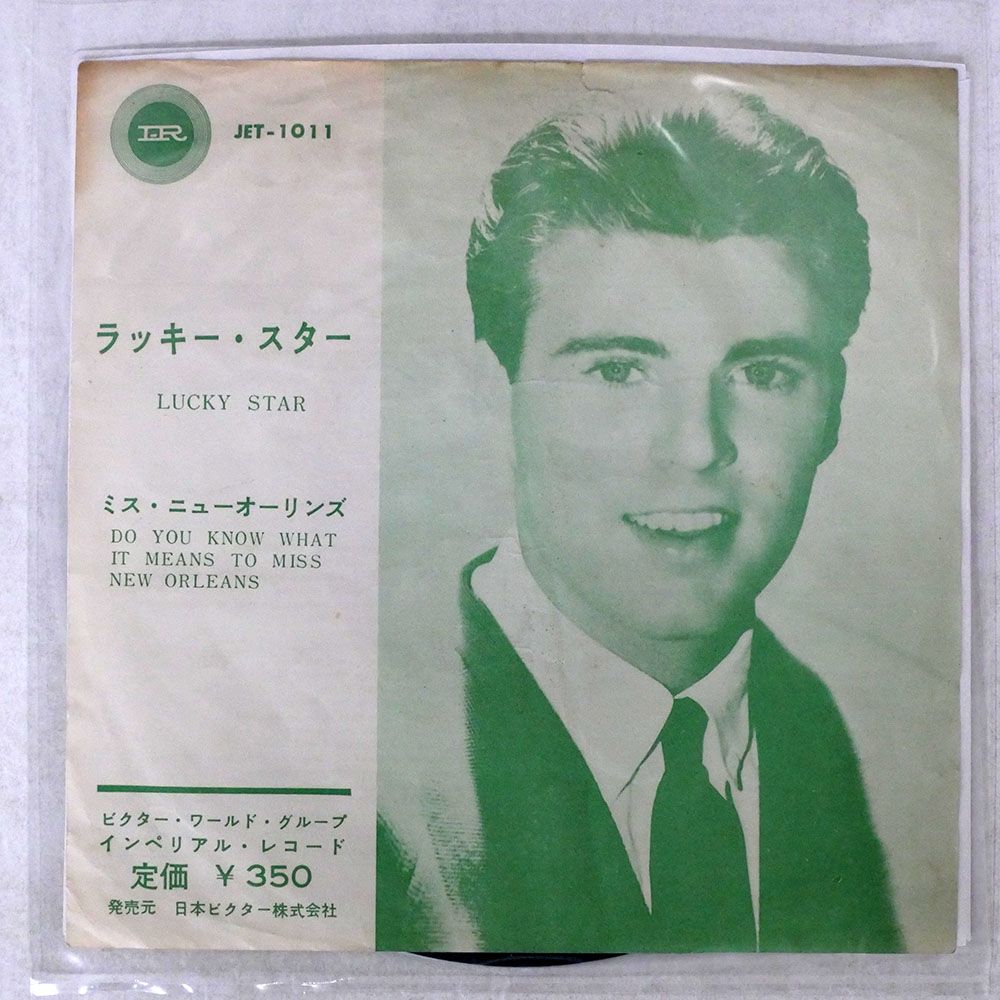 IR
JET-1011
ラッキー・スター
LUCKY STAR
ミス・ニューオーリンズ
DO YOU KNOW WHAT
IT MEANS TO MISS
NEW ORLEANS
ビクター・ワールド・グループ
インペリアル・レコード
定価 ¥350
発売元 日本ビクター株式会社